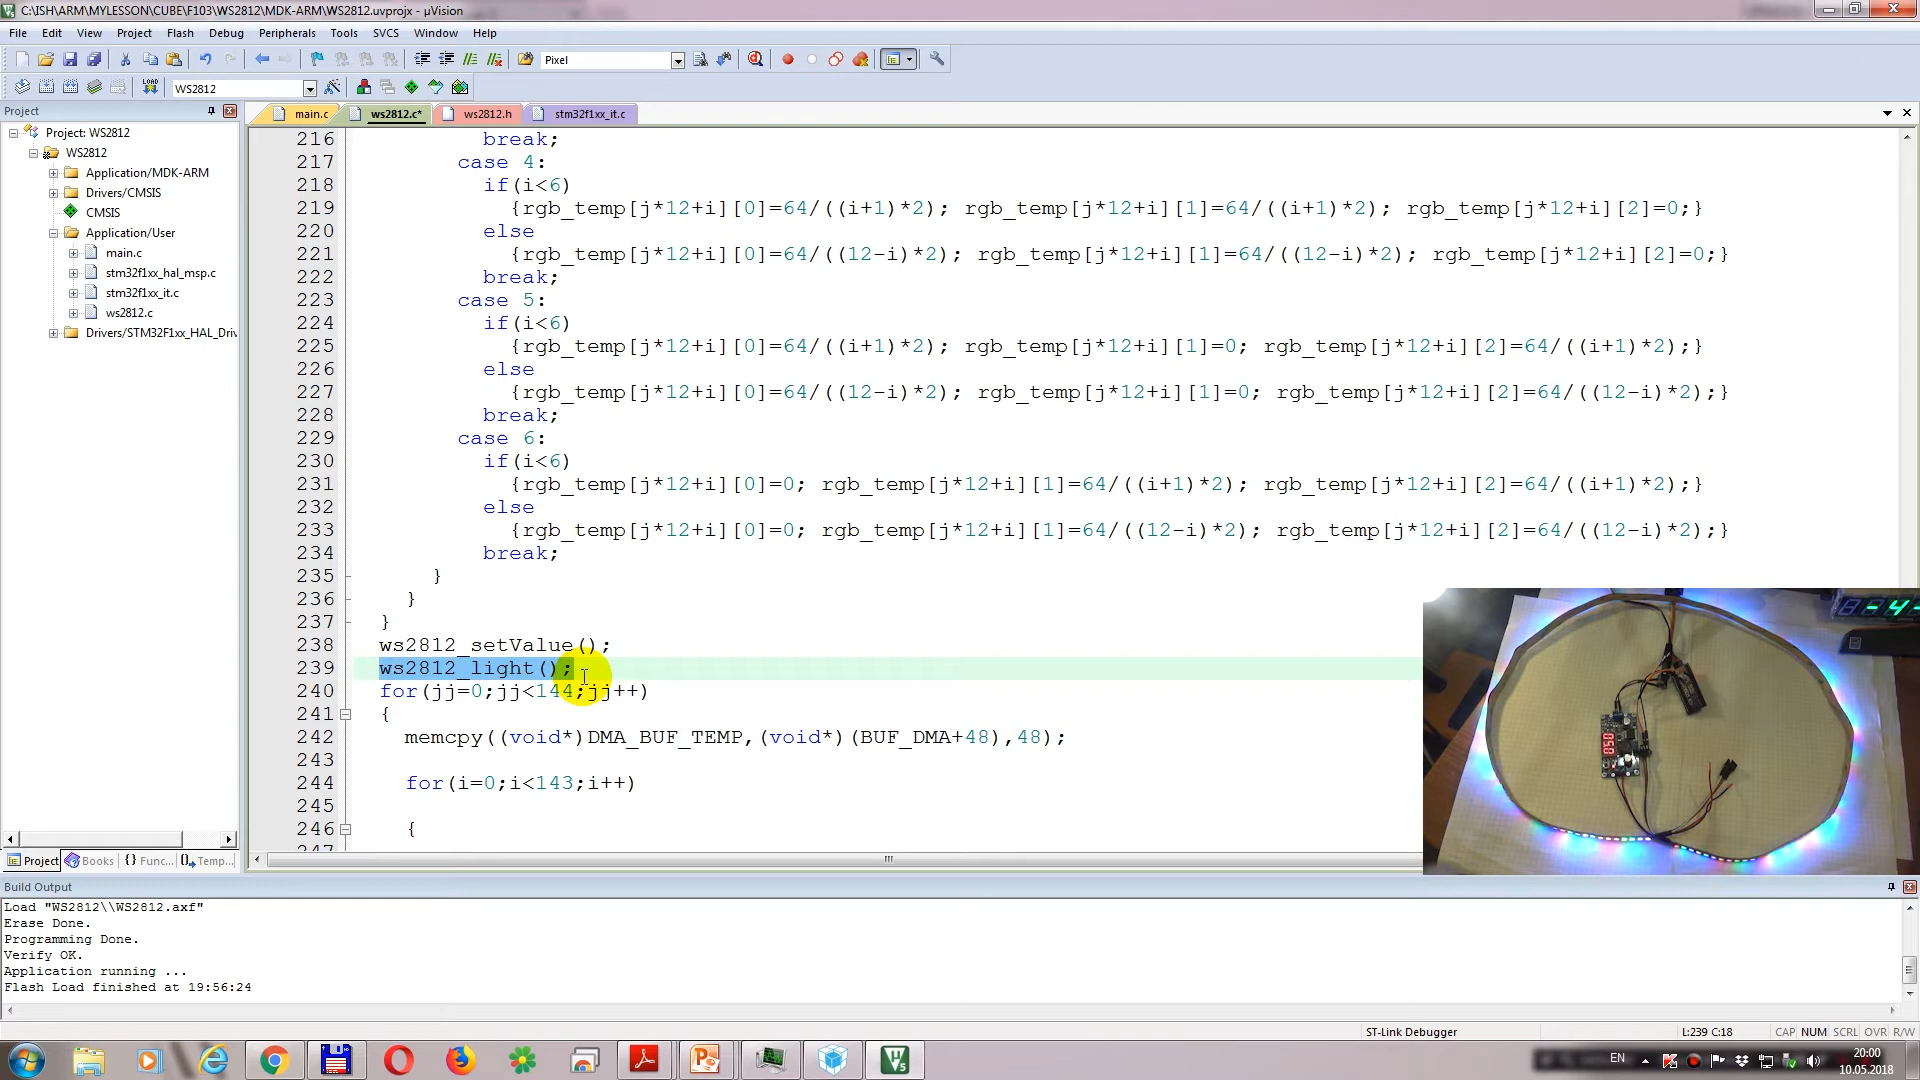 C:\ISH\ARM\MYLESSON\CUBE\F103\WS2812\MDK-ARM\WS2812.uvprojx - µVision
File Edit View Project Flash Debug Peripherals Tools SVCS Window Help
Pixel
LOAD WS2812
Project
main.c ws2812.c* ws2812.h stm32f1xx_it.c
Project: WS2812
WS2812
Application/MDK-ARM
Drivers/CMSIS
CMSIS
Application/User
main.c
stm32f1xx_hal_msp.c
stm32f1xx_it.c
ws2812.c
Drivers/STM32F1xx_HAL_Driv
216 break;
217 case 4:
218 if(i<6)
219 {rgb_temp[j*12+i][0]=64/((i+1)*2); rgb_temp[j*12+i][1]=64/((i+1)*2); rgb_temp[j*12+i][2]=0;}
220 else
221 {rgb_temp[j*12+i][0]=64/((12-i)*2); rgb_temp[j*12+i][1]=64/((12-i)*2); rgb_temp[j*12+i][2]=0;}
222 break;
223 case 5:
224 if(i<6)
225 {rgb_temp[j*12+i][0]=64/((i+1)*2); rgb_temp[j*12+i][1]=0; rgb_temp[j*12+i][2]=64/((i+1)*2);}
226 else
227 {rgb_temp[j*12+i][0]=64/((12-i)*2); rgb_temp[j*12+i][1]=0; rgb_temp[j*12+i][2]=64/((12-i)*2);}
228 break;
229 case 6:
230 if(i<6)
231 {rgb_temp[j*12+i][0]=0; rgb_temp[j*12+i][1]=64/((i+1)*2); rgb_temp[j*12+i][2]=64/((i+1)*2);}
232 else
233 {rgb_temp[j*12+i][0]=0; rgb_temp[j*12+i][1]=64/((12-i)*2); rgb_temp[j*12+i][2]=64/((12-i)*2);}
234 break;
235 }
236 }
237 }
238 ws2812_setValue();
239 ws2812_light();
240 for(jj=0;jj<144;jj++)
241 {
242 memcpy((void*)DMA_BUF_TEMP,(void*)(BUF_DMA+48),48);
243
244 for(i=0;i<143;i++)
245
246 {
247
Project Books {} Func... Temp...
Build Output
Load "WS2812\\WS2812.axf"
Erase Done.
Programming Done.
Verify OK.
Application running ...
Flash Load finished at 19:56:24
ST-Link Debugger L:239 C:18 CAP NUM SCRL OVR R/W
EN 20:00
10.05.2018